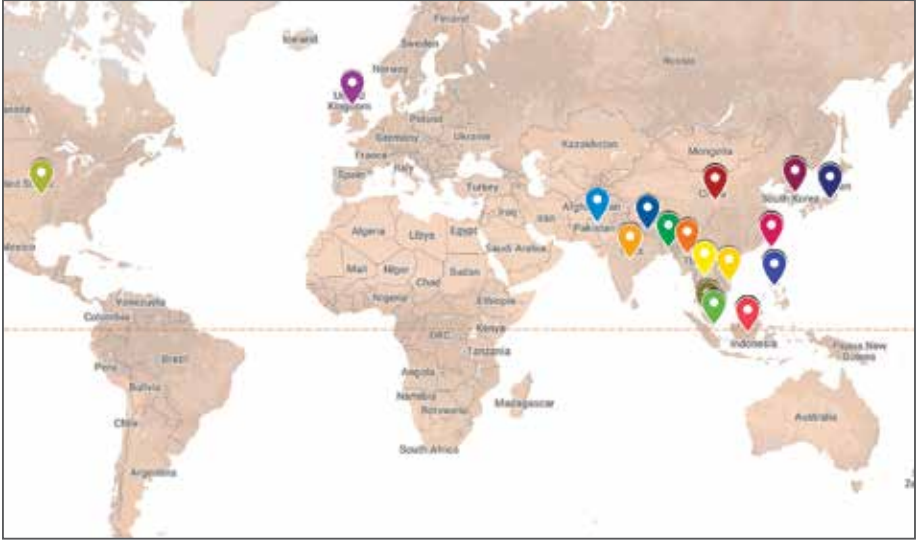 Finland
Iceland
Sweden
Russia
Norway
United
Kingdom
Poland
Germany
Ukraine
Kazakhstan
Mongolia
France
Italy
Spain
Turkey
South Korea
Iraq
Iran
Pakistan
Algeria
Libya
Egypt
Saudi Arabia
Mexico
Mali
Niger
Chad
Sudan
Nigeria
Ethiopia
Venezuela
Colombia
DRC
Kenya
Indonesia
Papua New
Guinea
Tanzania
Peru
Brazil
Angola
Bolivia
Namibia
Botswana
Madagascar
Chile
Australia
South Africa
Argentina